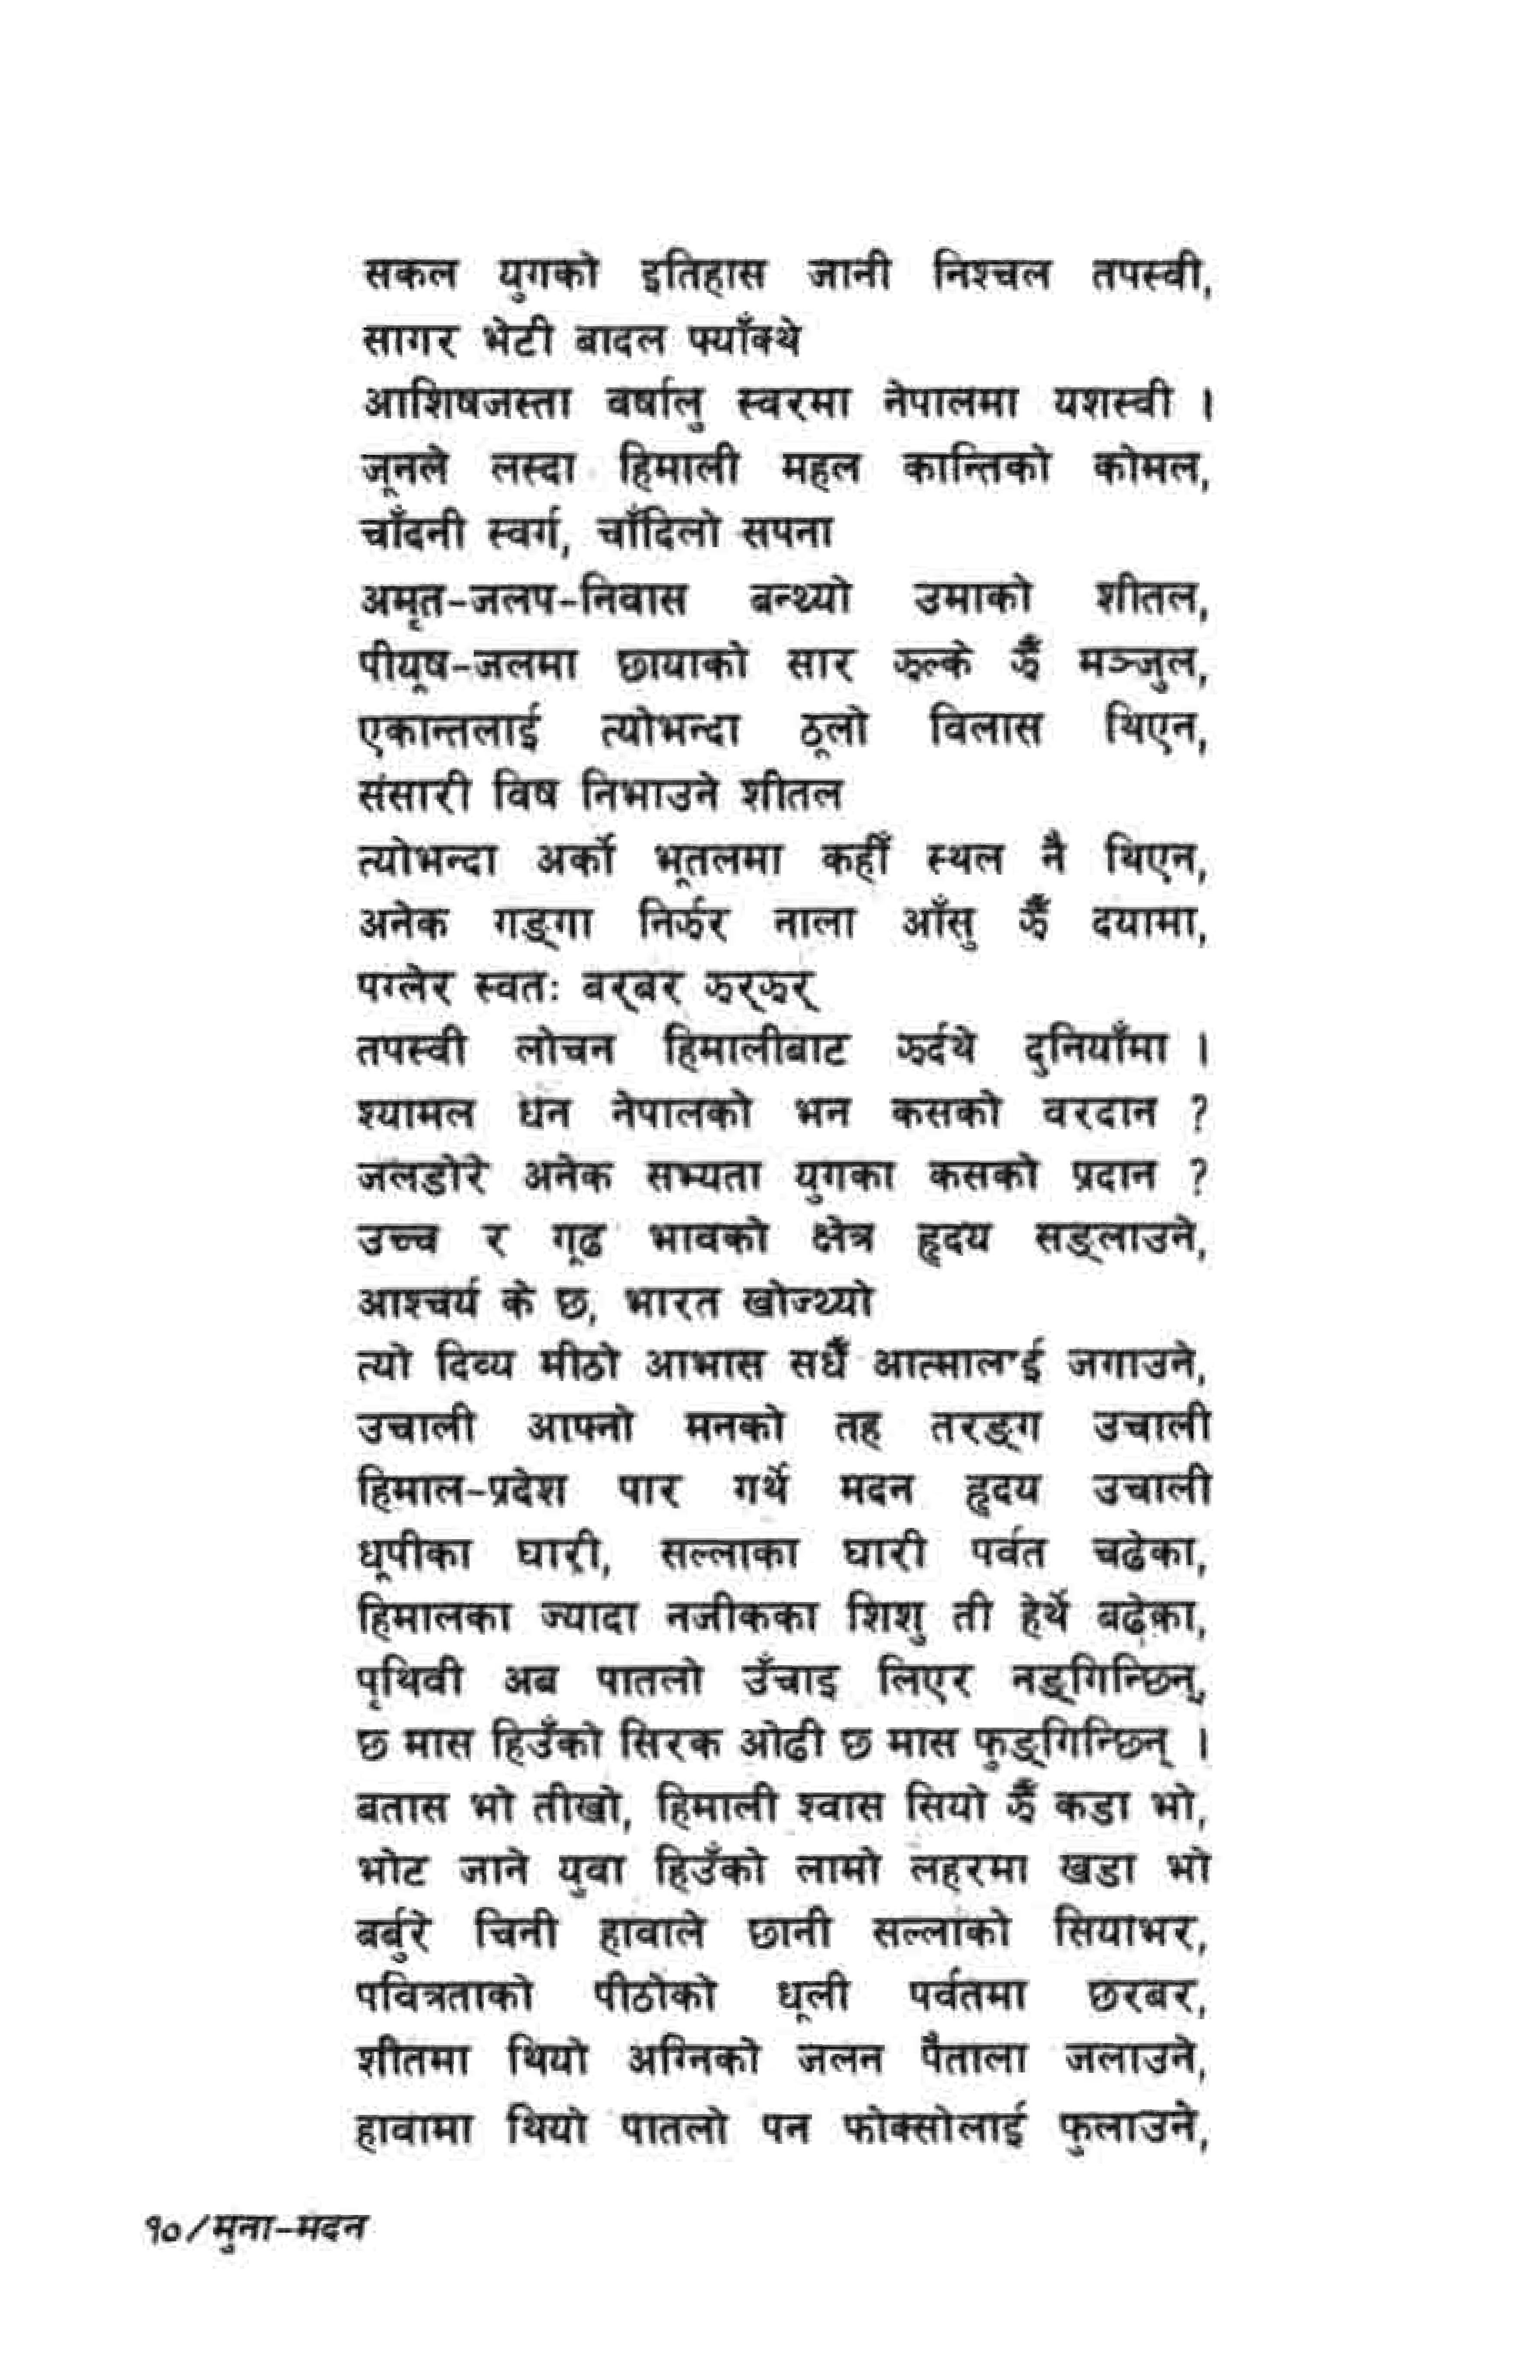 सकल युगको इतिहास जानी निश्चल तपस्वी,
सागर भेटी बादल फ्याँक्थे
आशिषजस्ता वर्षालु स्वरमा नेपालमा यशस्वी ।
जूनले लस्दा हिमाली महल कान्तिको कोमल,
चाँदनी स्वर्ग, चाँदिलो सपना
अमृत-जलप-निवास बन्थ्यो उमाको शीतल,
पीयूष-जलमा छायाको सार झल्के झैं मञ्जुल,
एकान्तलाई त्योभन्दा ठूलो विलास थिएन,
संसारी विष निभाउने शीतल
त्योभन्दा अर्को भूतलमा कहीँ स्थल नै थिएन,
अनेक गङ्गा निर्झर नाला आँसु झैँ दयामा,
पग्लेर स्वतः बर्‌बर झर्‌झर्
तपस्वी लोचन हिमालीबाट झर्दथे दुनियाँमा ।
श्यामल धन नेपालको भन कसको वरदान ?
जलडोरे अनेक सभ्यता युगका कसको प्रदान ?
उच्च र गूढ भावको क्षेत्र हृदय सङ्लाउने,
आश्चर्य के छ, भारत खोज्थ्यो
त्यो दिव्य मीठो आभास सधैँ आत्मालाई जगाउने,
उचाली आफ्नो मनको तह तरङ्ग उचाली
हिमाल-प्रदेश पार गर्थे मदन हृदय उचाली
धूपीका घारी, सल्लाका घारी पर्वत चढेका,
हिमालका ज्यादा नजीकका शिशु ती हेर्थे बढेका,
पृथिवी अब पातलो उँचाइ लिएर नङ्गिन्छिन्,
छ मास हिउँको सिरक ओढी छ मास फुङ्गिन्छिन् ।
बतास भो तीखो, हिमाली श्वास सियो झैँ कडा भो,
भोट जाने युवा हिउँको लामो लहरमा खडा भो
बर्बुरे चिनी हावाले छानी सल्लाको सियाभर,
पवित्रताको पीठोको धूली पर्वतमा छरबर,
शीतमा थियो अग्निको जलन पैताला जलाउने,
हावामा थियो पातलो पन फोक्सोलाई फुलाउने,
१०/मुना-मदन